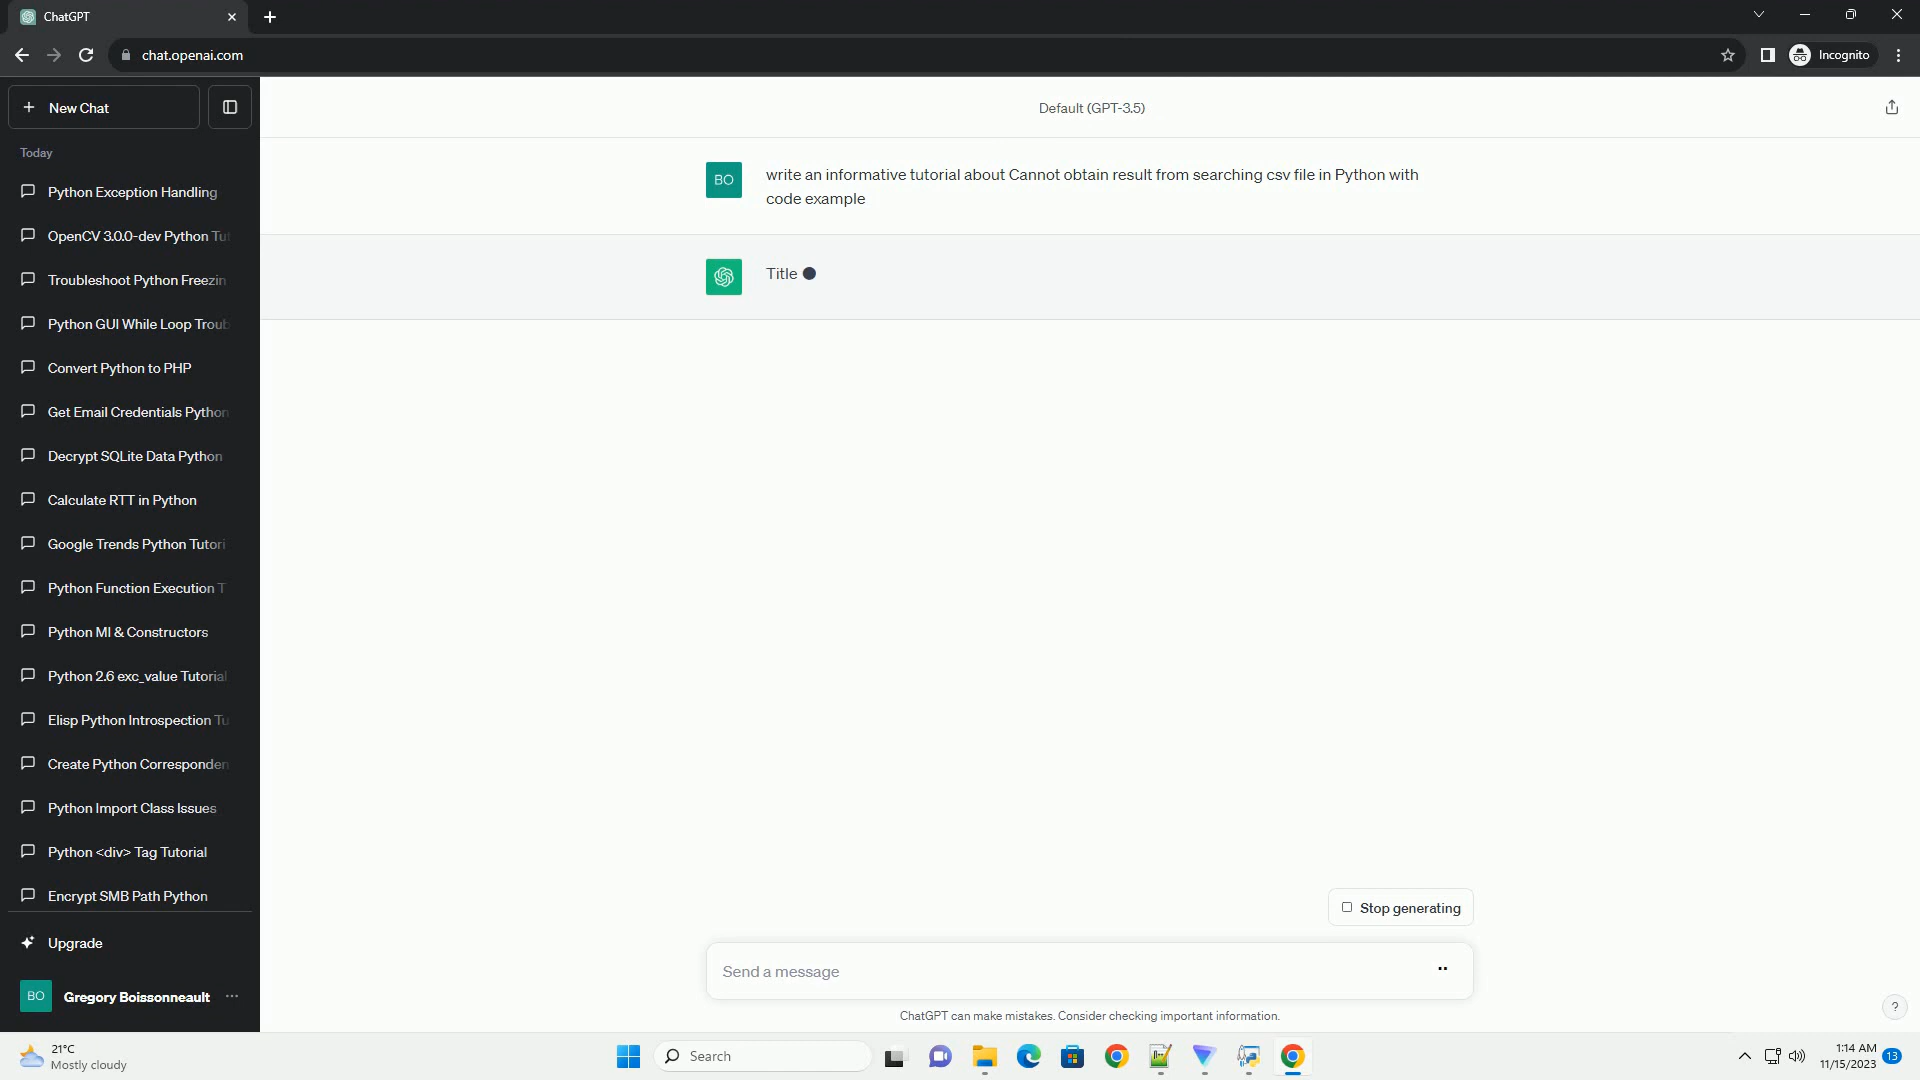 ChatGPT
chat.openai.com
Incognito
New Chat
Default (GPT-3.5)
Today
Python Exception Handling
OpenCV 3.0.0-dev Python Tut
Troubleshoot Python Freezin
Python GUI While Loop Troub
Convert Python to PHP
Get Email Credentials Python
Decrypt SQLite Data Python
Calculate RTT in Python
Google Trends Python Tutori
Python Function Execution T
Python MI & Constructors
Python 2.6 exc_value Tutorial
Elisp Python Introspection Tu
Create Python Corresponden
Python Import Class Issues
Python <div> Tag Tutorial
Encrypt SMB Path Python
Upgrade
BO
Gregory Boissonneault
BO
write an informative tutorial about Cannot obtain result from searching csv file in Python with
code example
Title
Stop generating
Send a message
ChatGPT can make mistakes. Consider checking important information.
?
21°C
Mostly cloudy
Search
1:14 AM
11/15/2023
13